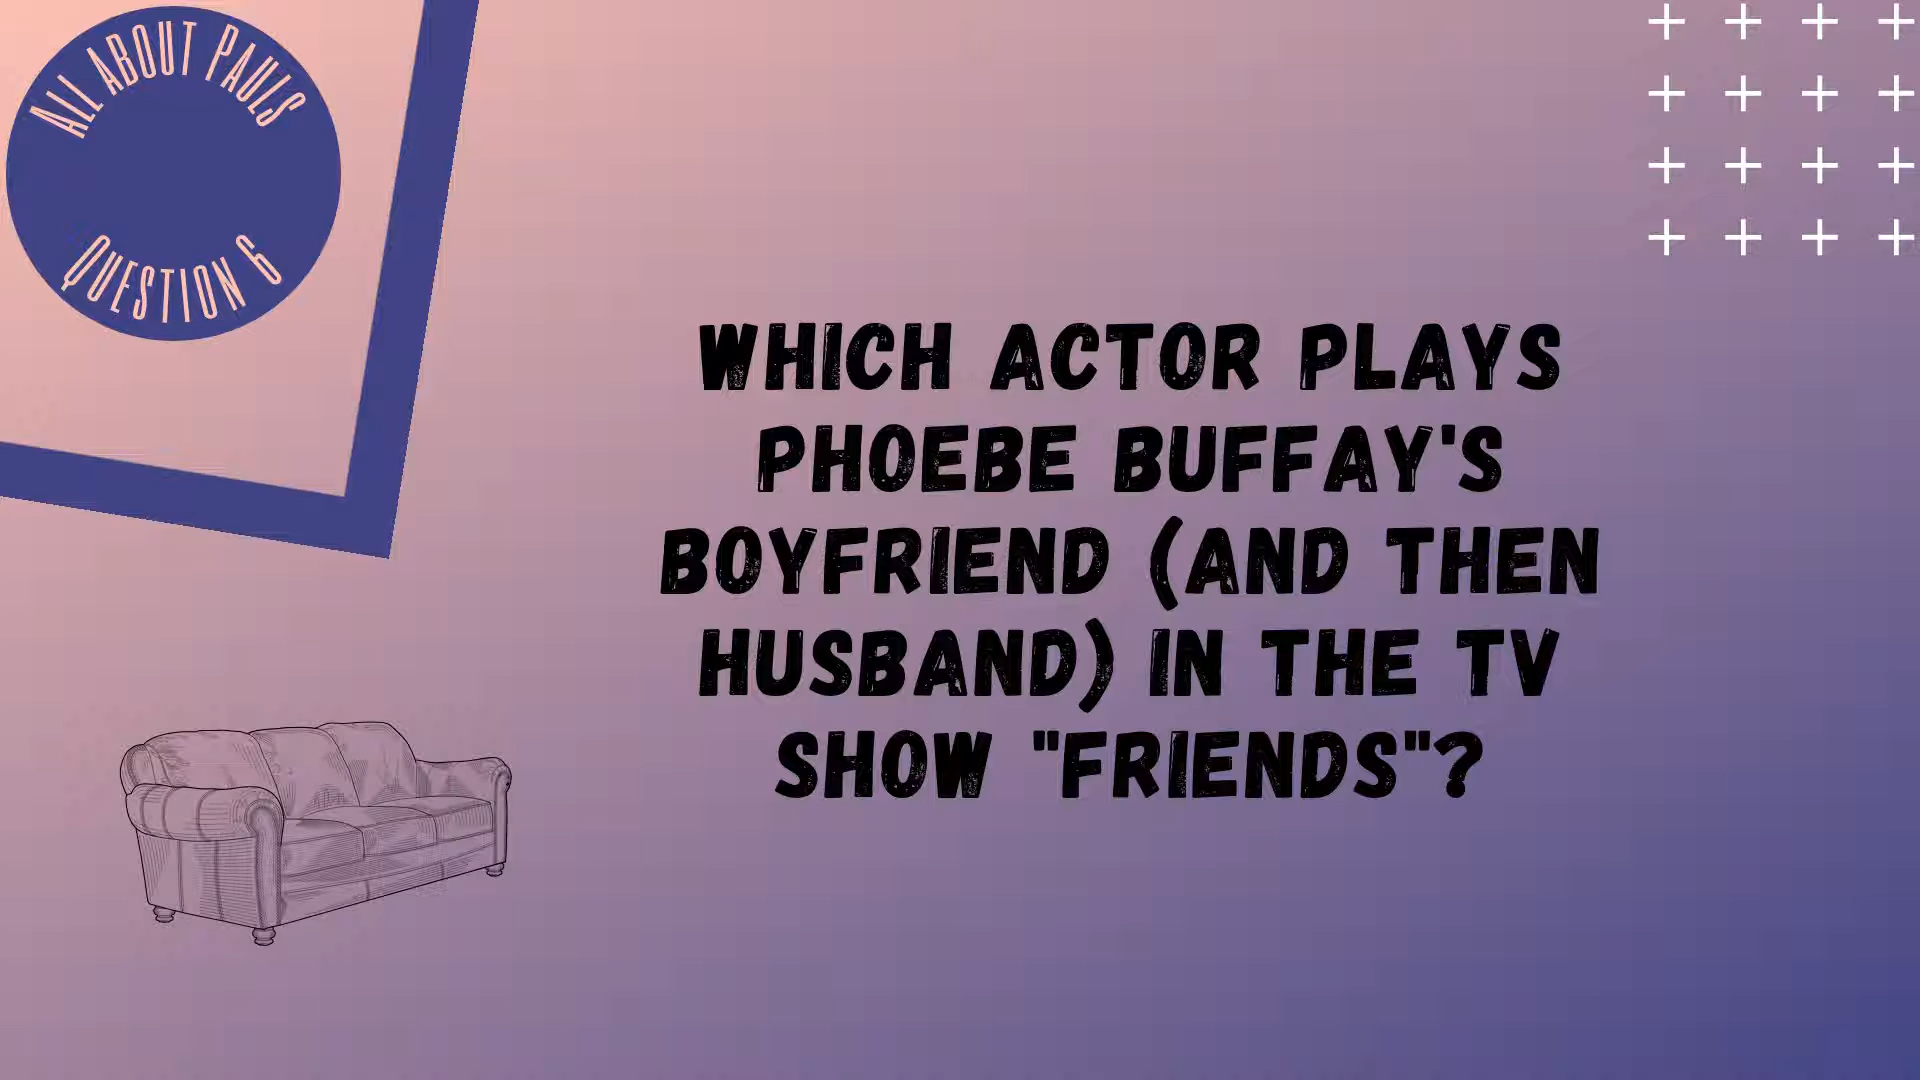 ALL ABOUT PAULS
QUESTION 6
WHICH ACTOR PLAYS
PHOEBE BUFFAY'S
BOYFRIEND (AND THEN
HUSBAND) IN THE TV
SHOW "FRIENDS"?